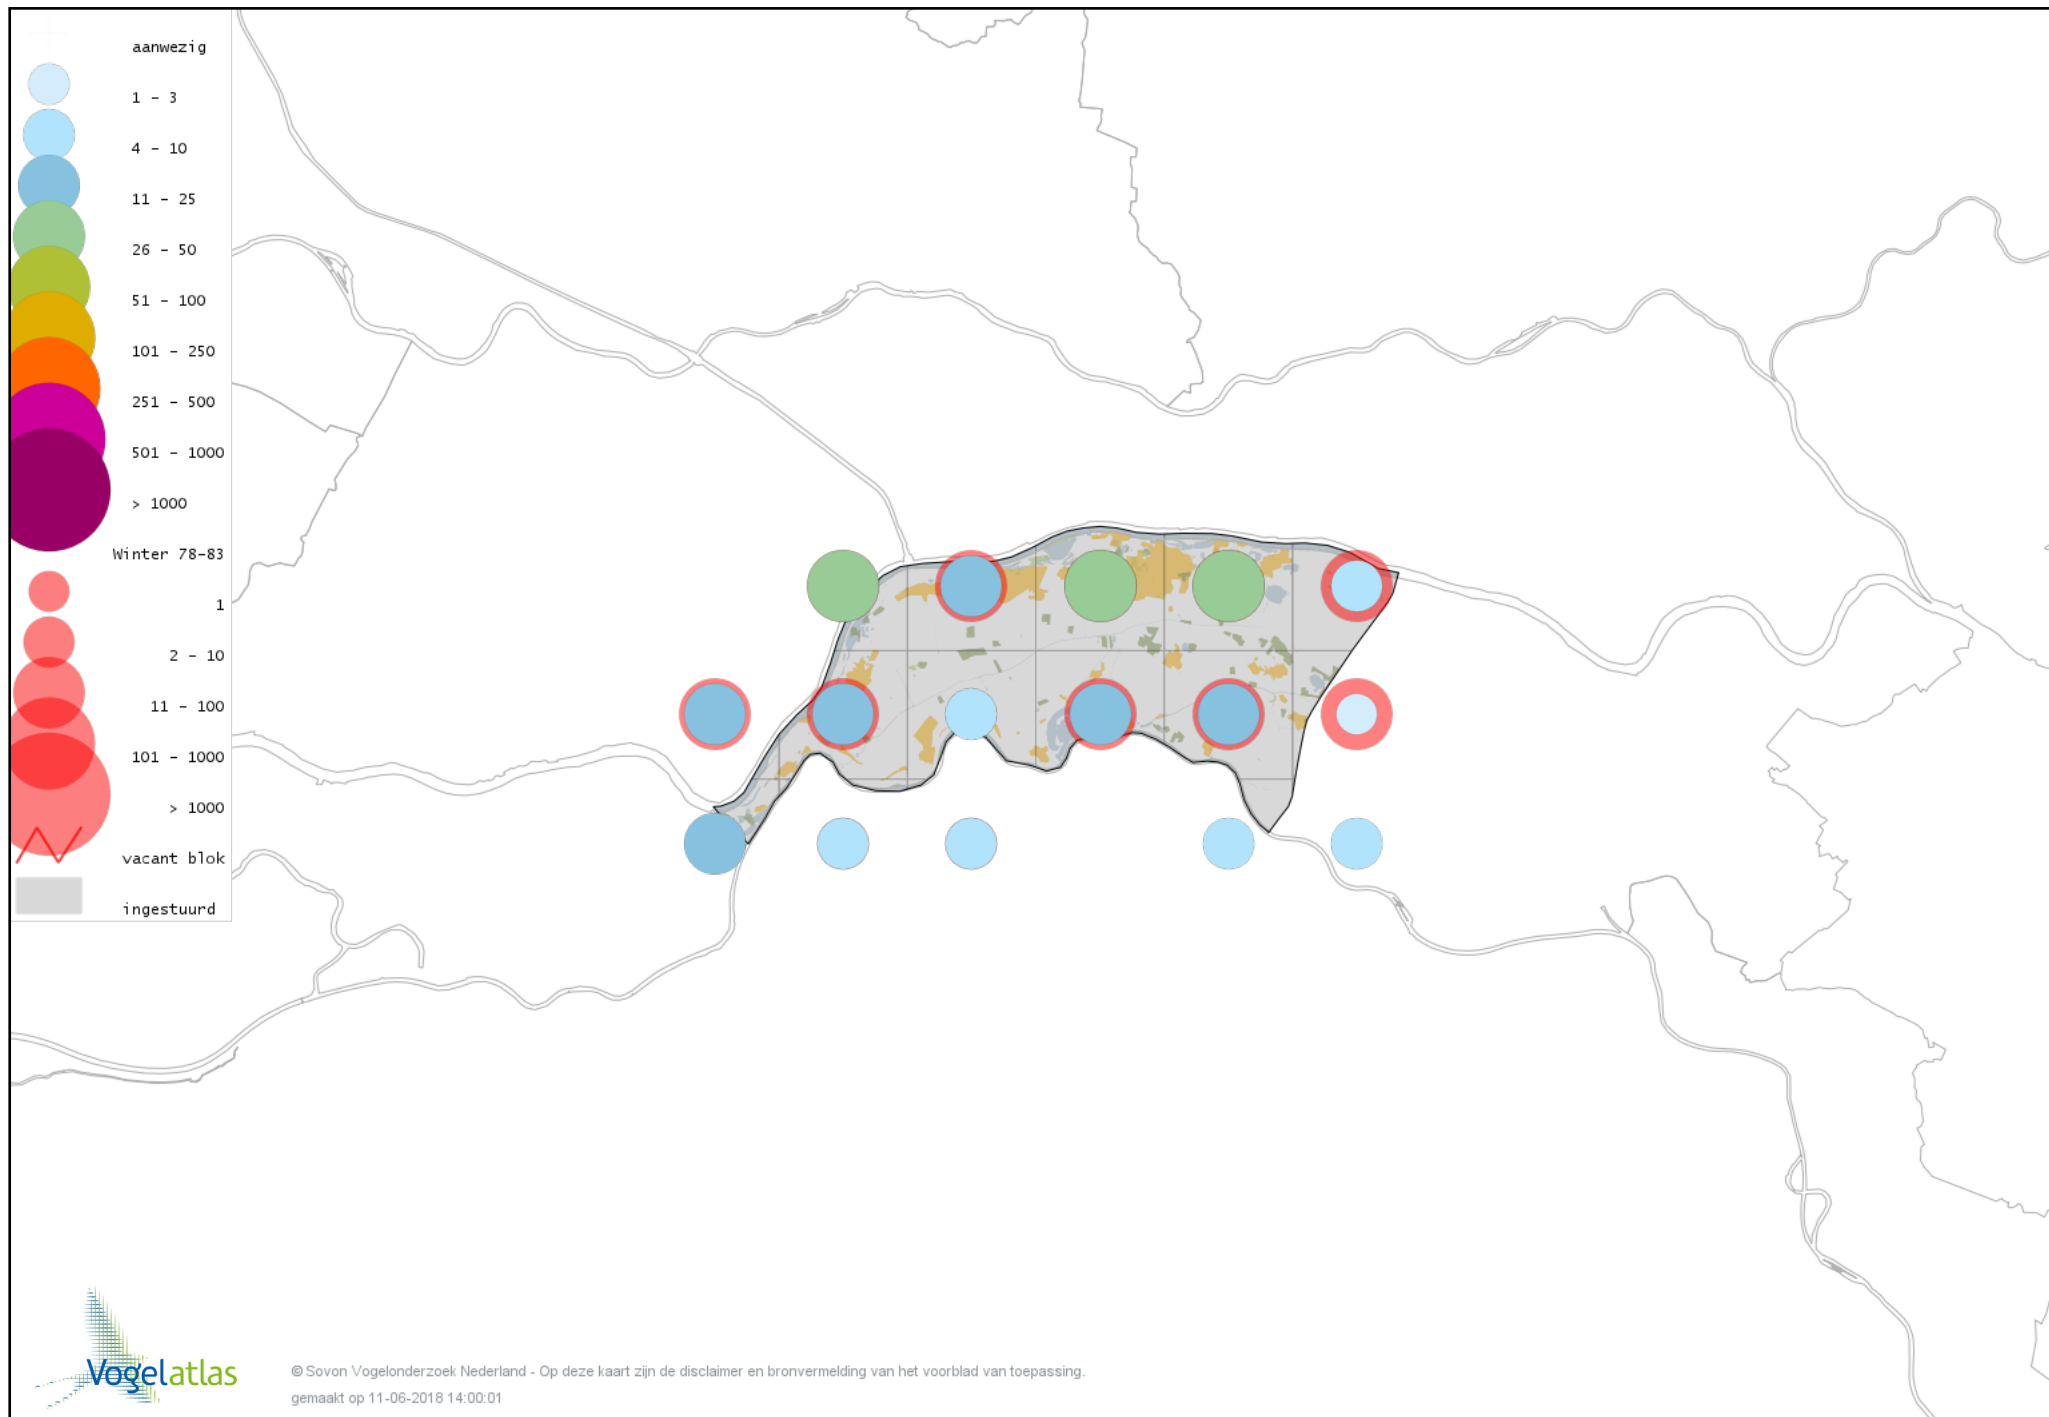 aanwezig
1 - 3
4 - 10
11 - 25
26 - 50
51 - 100
101 - 250
251 - 500
501 - 1000
> 1000
Winter 78-83
1
2 - 10
11 - 100
101 - 1000
> 1000
vacant blok
ingestuurd
Vogelatlas
© Sovon Vogelonderzoek Nederland - Op deze kaart zijn de disclaimer en bronvermelding van het voorblad van toepassing.
gemaakt op 11-06-2018 14:00:01